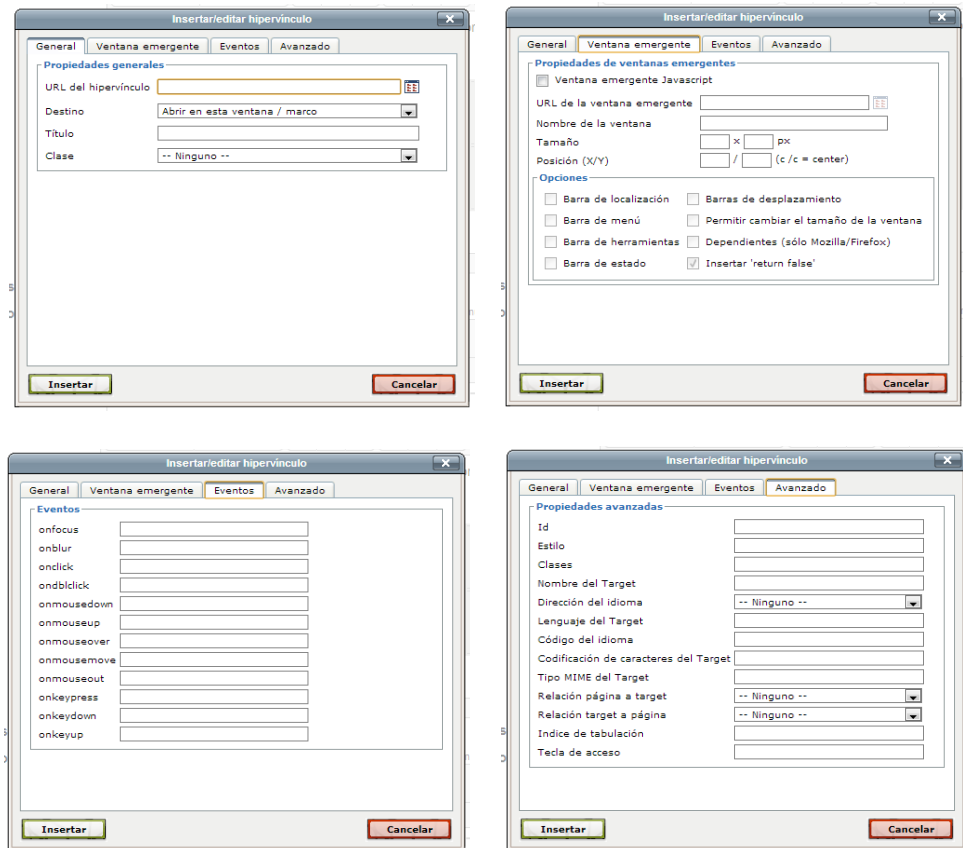 Insertar/editar hipervínculo
General Ventana emergente Eventos Avanzado
Propiedades generales
URL del hipervínculo
Destino Abrir en esta ventana / marco
Título
Clase -- Ninguno --
Insertar Cancelar
Insertar/editar hipervínculo
General Ventana emergente Eventos Avanzado
Propiedades de ventanas emergentes
Ventana emergente Javascript
URL de la ventana emergente
Nombre de la ventana
Tamaño x px
Posición (X/Y) / (c /c = center)
Opciones
Barra de localización Barras de desplazamiento
Barra de menú Permitir cambiar el tamaño de la ventana
Barra de herramientas Dependientes (sólo Mozilla/Firefox)
Barra de estado Insertar 'return false'
Insertar Cancelar
Insertar/editar hipervínculo
General Ventana emergente Eventos Avanzado
Eventos
onfocus
onblur
onclick
ondblclick
onmousedown
onmouseup
onmouseover
onmousemove
onmouseout
onkeypress
onkeydown
onkeyup
Insertar Cancelar
Insertar/editar hipervínculo
General Ventana emergente Eventos Avanzado
Propiedades avanzadas
Id
Estilo
Clases
Nombre del Target
Dirección del idioma -- Ninguno --
Lenguaje del Target
Código del idioma
Codificación de caracteres del Target
Tipo MIME del Target
Relación página a target -- Ninguno --
Relación target a página -- Ninguno --
Indice de tabulación
Tecla de acceso
Insertar Cancelar